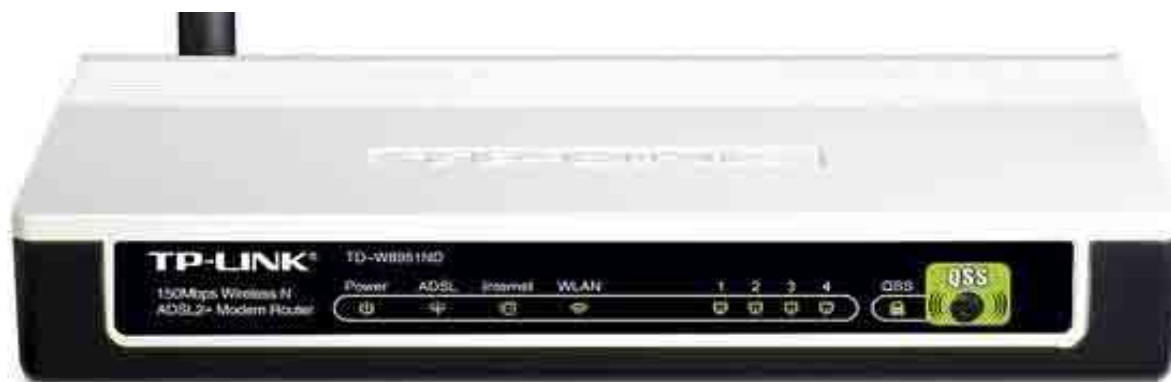 TP-LINK®
TD-W8951ND
150Mbps Wireless N
ADSL2+ Modem Router
Power ADSL Internet WLAN 1 2 3 4 QSS
QSS